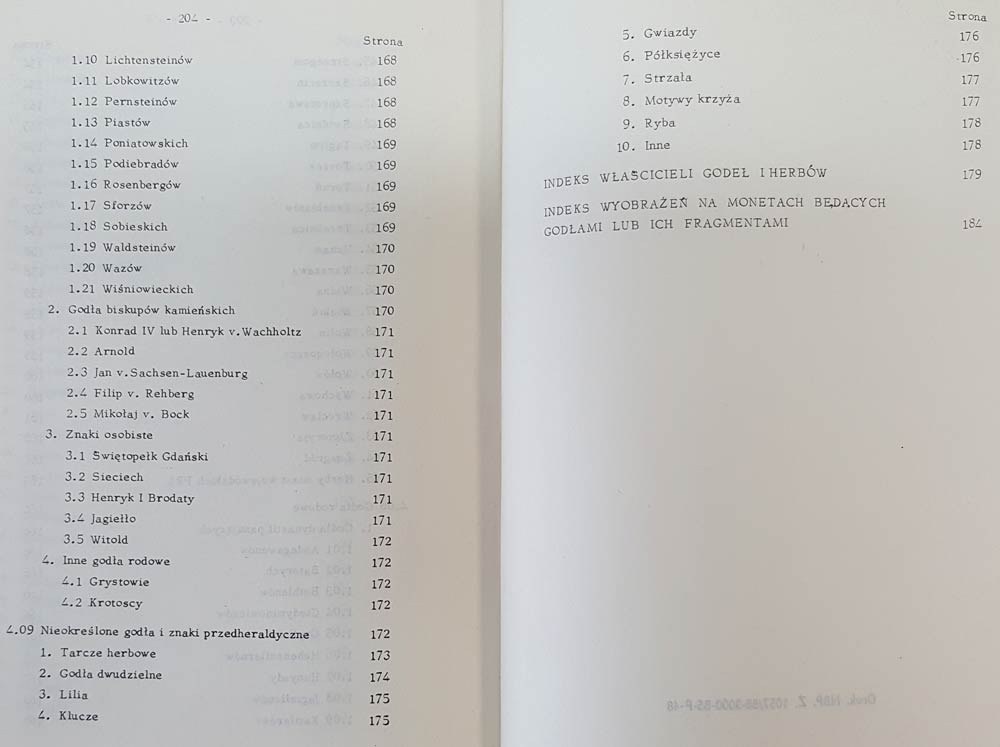 - 204 -
Strona
1.10 Lichtensteinów 168
1.11 Lobkowitzów 168
1.12 Pernsteinów 168
1.13 Piastów 168
1.14 Poniatowskich 169
1.15 Podiebradów 169
1.16 Rosenbergów 169
1.17 Sforzów 169
1.18 Sobieskich 169
1.19 Waldsteinów 170
1.20 Wazów 170
1.21 Wiśniowieckich 170
2. Godła biskupów kamieńskich 170
2.1 Konrad IV lub Henryk v. Wachholtz 171
2.2 Arnold 171
2.3 Jan v. Sachsen-Lauenburg 171
2.4 Filip v. Rehberg 171
2.5 Mikołaj v. Bock 171
3. Znaki osobiste 171
3.1 Świętopełk Gdański 171
3.2 Sieciech 171
3.3 Henryk I Brodaty 171
3.4 Jagiełło 171
3.5 Witold 172
4. Inne godła rodowe 172
4.1 Grystowie 172
4.2 Krotoscy 172
4.09 Nieokreślone godła i znaki przedheraldyczne 172
1. Tarcze herbowe 173
2. Godła dwudzielne 174
3. Lilia 175
4. Klucze 175
Strona
5. Gwiazdy 176
6. Półksiężyce 176
7. Strzała 177
8. Motywy krzyża 177
9. Ryba 178
10. Inne 178
INDEKS WŁAŚCICIELI GODEŁ I HERBÓW 179
INDEKS WYOBRAŻEŃ NA MONETACH BĘDĄCYCH
GODŁAMI LUB ICH FRAGMENTAMI 184